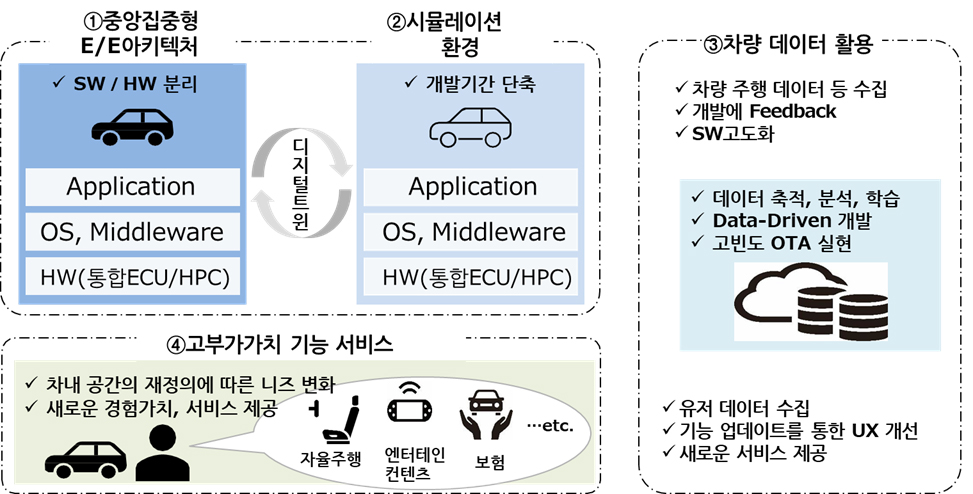 ①중앙집중형
E/E아키텍처
✓ SW / HW 분리
Application
OS, Middleware
HW(통합ECU/HPC)
디지털트윈
②시뮬레이션
환경
✓ 개발기간 단축
Application
OS, Middleware
HW(통합ECU/HPC)
③차량 데이터 활용
✓ 차량 주행 데이터 등 수집
✓ 개발에 Feedback
✓ SW고도화
✓ 데이터 축적, 분석, 학습
✓ Data-Driven 개발
✓ 고빈도 OTA 실현
✓ 유저 데이터 수집
✓ 기능 업데이트를 통한 UX 개선
✓ 새로운 서비스 제공
④고부가가치 기능 서비스
✓ 차내 공간의 재정의에 따른 니즈 변화
✓ 새로운 경험가치, 서비스 제공
자율주행
엔터테인
컨텐츠
보험
…etc.